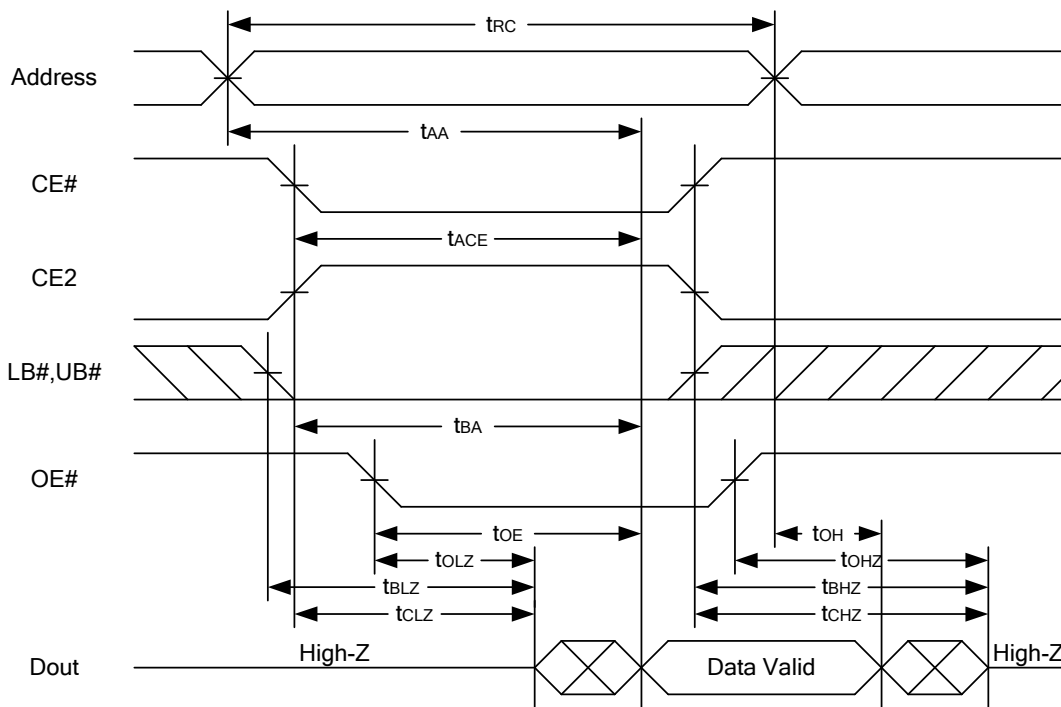 tRC
Address
tAA
CE#
tACE
CE2
LB#,UB#
tBA
OE#
tOE
tOH
tOLZ
tOHZ
tBLZ
tBHZ
tCLZ
tCHZ
Dout
High-Z
Data Valid
High-Z